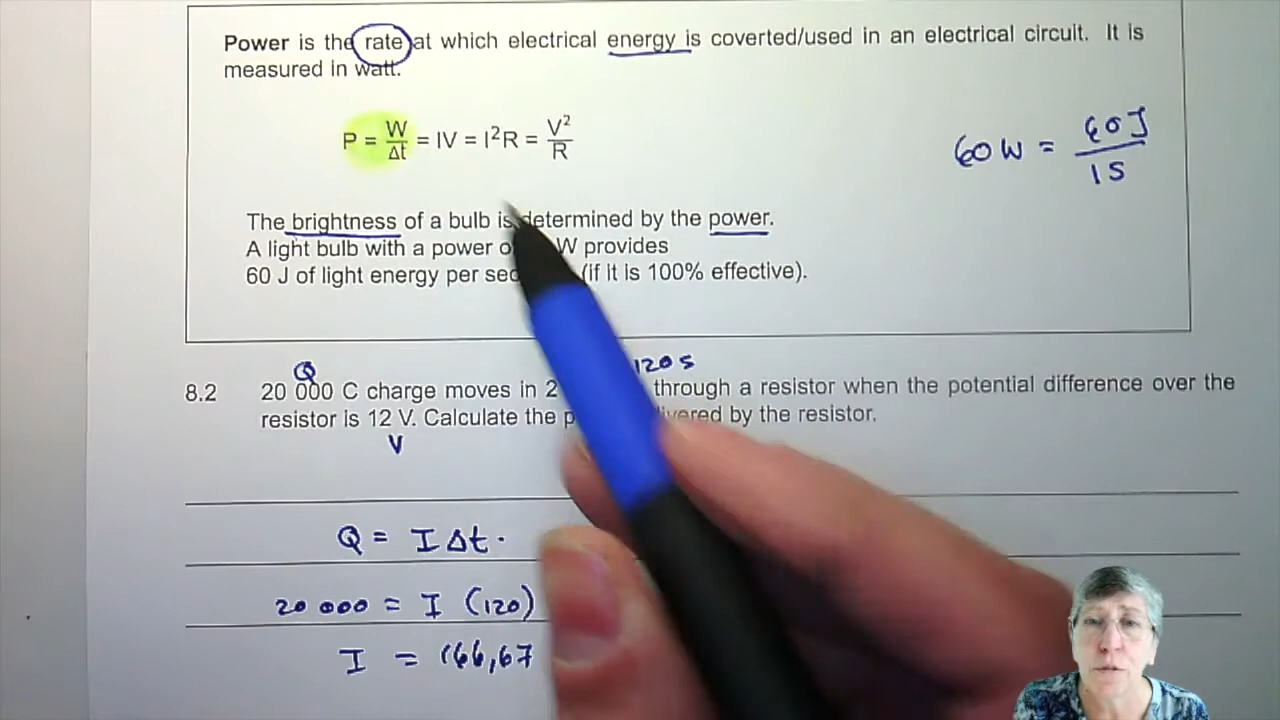 Power is the rate at which electrical energy is coverted/used in an electrical circuit. It is
measured in watt.
P = W/Δt = IV = I²R = V²/R
60 W = 60 J / 1 s
The brightness of a bulb is determined by the power.
A light bulb with a power W provides
60 J of light energy per (if it is 100% effective).
Q 120 s
8.2 20 000 C charge moves in 2 through a resistor when the potential difference over the
resistor is 12 V. Calculate the by the resistor.
V
Q = I Δt.
20 000 = I (120)
I = 166,67